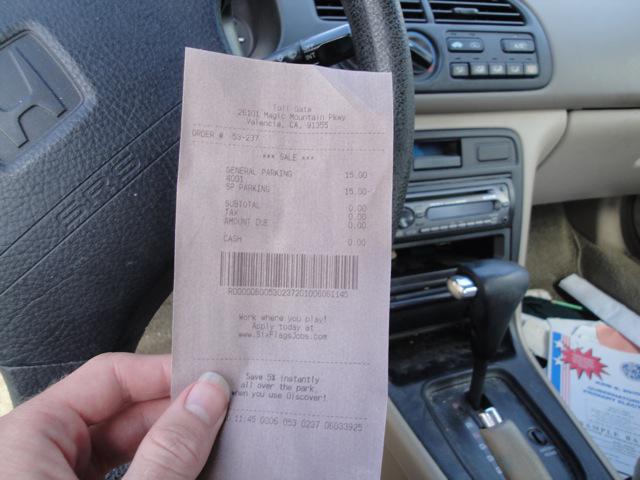 Toll Gate
26101 Magic Mountain Pkwy
Valencia, CA, 91355
ORDER # 53-237
*** SALE ***
GENERAL PARKING 15.00
4001
SP PARKING 15.00-
SUBTOTAL 0.00
TAX 0.00
AMOUNT DUE 0.00
CASH 0.00
R00000600530237201006061145
Work where you play!
Apply today at
www.SixFlagsJobs.com
Save 5% instantly
all over the park,
when you use Discover!
11:45 0306 053 0237 06033925
SRS
INT